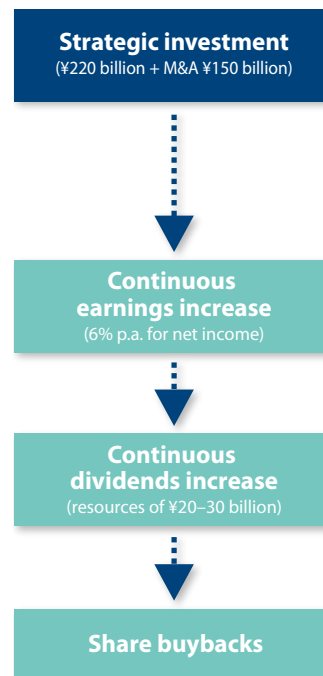 Strategic investment
(¥220 billion + M&A ¥150 billion)
Continuous
earnings increase
(6% p.a. for net income)
Continuous
dividends increase
(resources of ¥20–30 billion)
Share buybacks